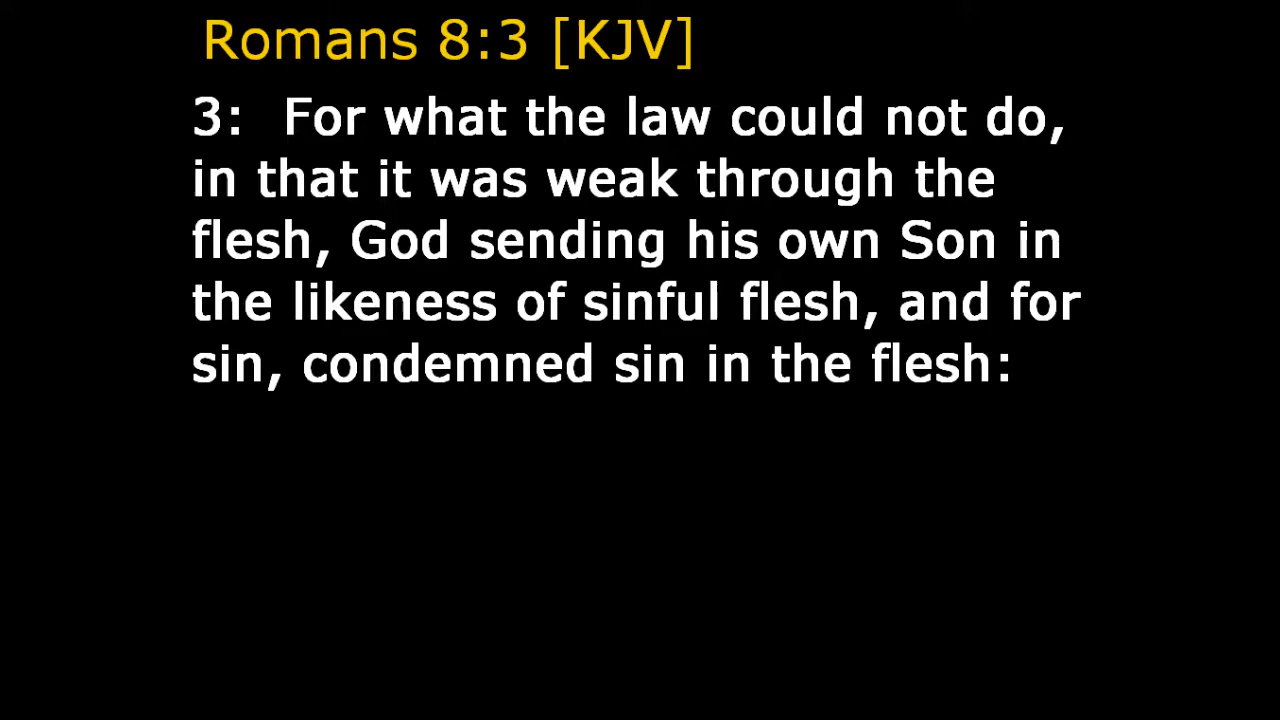 Romans 8:3 [KJV]
3: For what the law could not do,
in that it was weak through the
flesh, God sending his own Son in
the likeness of sinful flesh, and for
sin, condemned sin in the flesh: